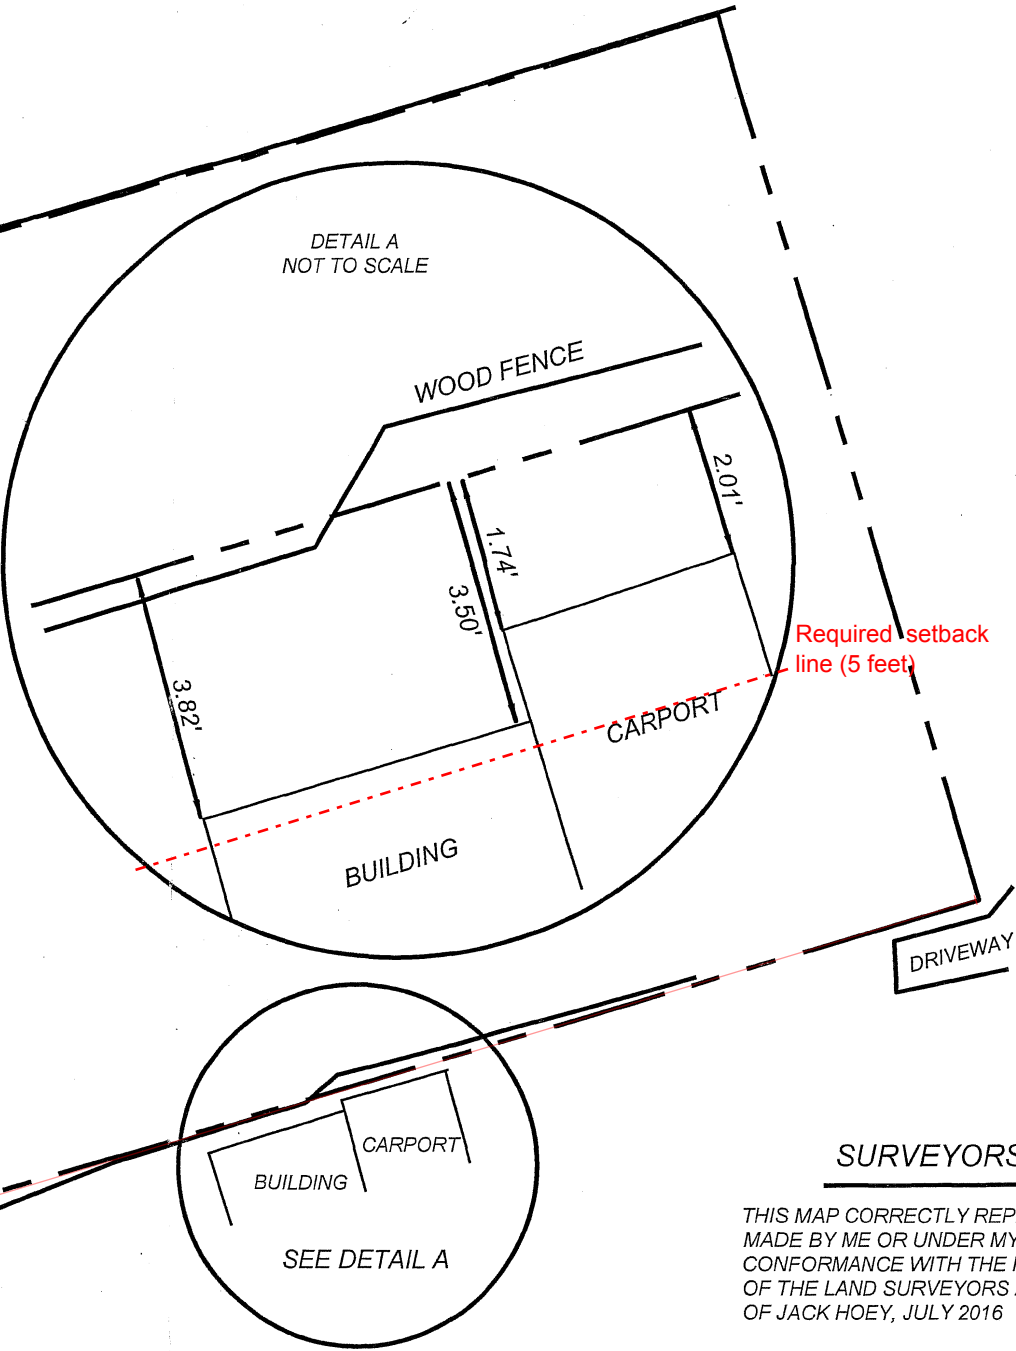 DETAIL A
NOT TO SCALE
WOOD FENCE
2.01'
1.74'
3.50'
3.82'
Required setback
line (5 feet)
CARPORT
BUILDING
DRIVEWAY
CARPORT
BUILDING
SEE DETAIL A
SURVEYORS
THIS MAP CORRECTLY REP
MADE BY ME OR UNDER MY
CONFORMANCE WITH THE
OF THE LAND SURVEYORS
OF JACK HOEY, JULY 2016